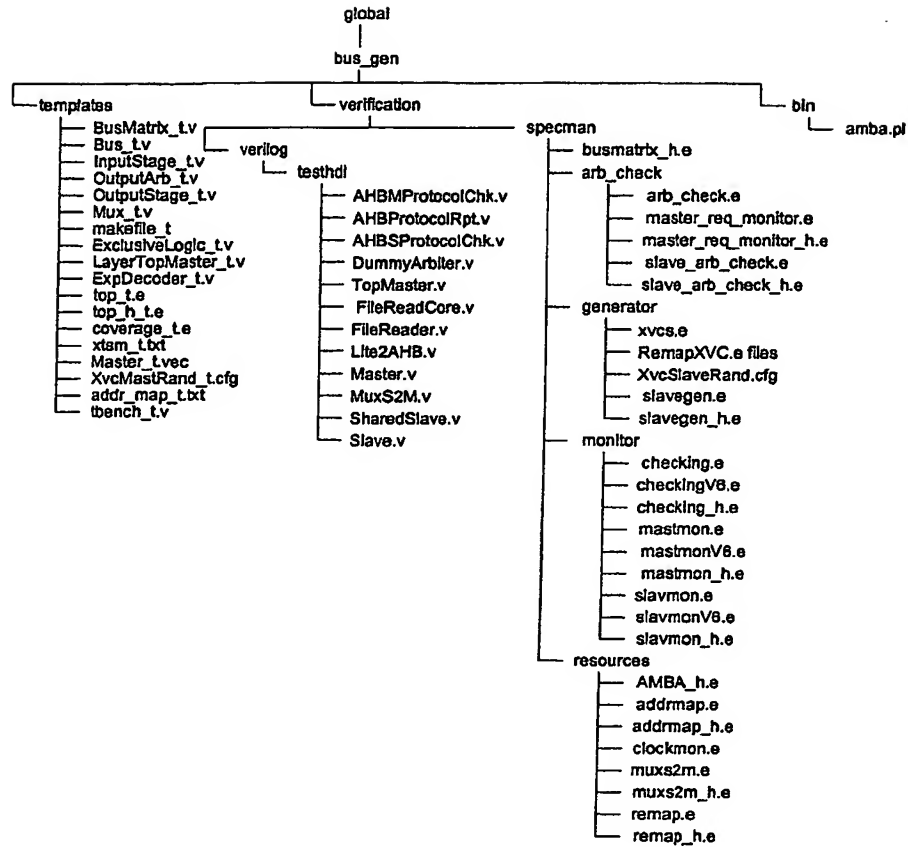 global
bus_gen
templates
BusMatrix_t.v
Bus_t.v
InputStage_t.v
OutputArb_t.v
OutputStage_t.v
Mux_t.v
makefile_t
ExclusiveLogic_t.v
LayerTopMaster_t.v
ExpDecoder_t.v
top_t.e
top_h_t.e
coverage_t.e
xtsm_t.txt
Master_t.vec
XvcMastRand_t.cfg
addr_map_t.txt
tbench_t.v
verification
verilog
testhdl
AHBMProtocolChk.v
AHBProtocolRpt.v
AHBSProtocolChk.v
DummyArbiter.v
TopMaster.v
FileReadCore.v
FileReader.v
Lite2AHB.v
Master.v
MuxS2M.v
SharedSlave.v
Slave.v
specman
busmatrix_h.e
arb_check
arb_check.e
master_req_monitor.e
master_req_monitor_h.e
slave_arb_check.e
slave_arb_check_h.e
generator
xvcs.e
RemapXVC.e files
XvcSlaveRand.cfg
slavegen.e
slavegen_h.e
monitor
checking.e
checkingV6.e
checking_h.e
mastmon.e
mastmonV6.e
mastmon_h.e
slavmon.e
slavmonV6.e
slavmon_h.e
resources
AMBA_h.e
addrmap.e
addrmap_h.e
clockmon.e
muxs2m.e
muxs2m_h.e
remap.e
remap_h.e
bin
amba.pl